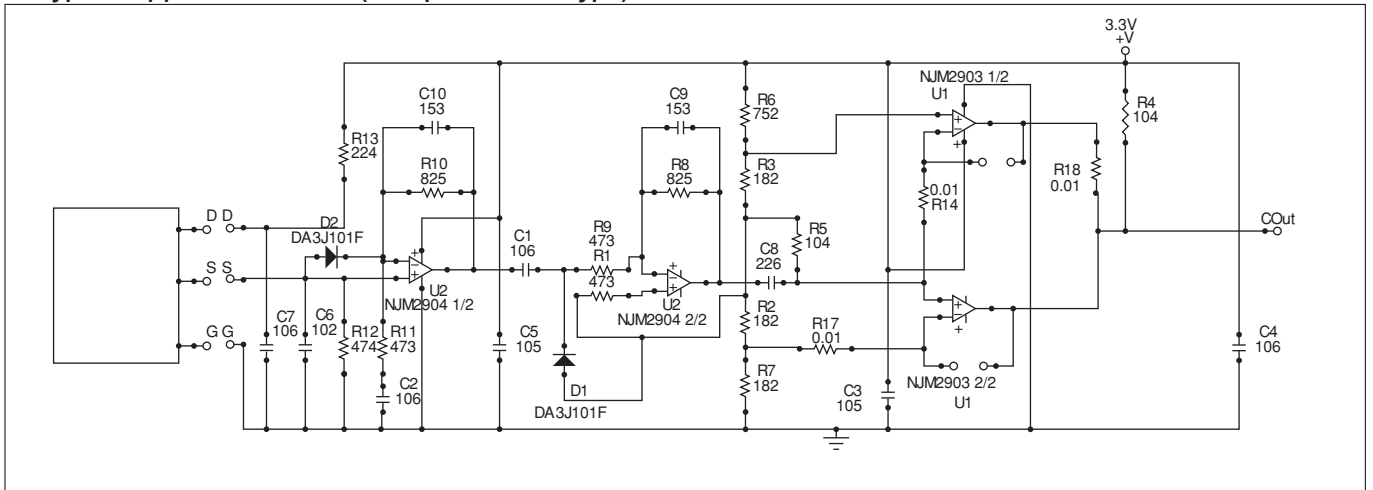 3.3V
+V
C10
153
C9
153
NJM2903 1/2
U1
R6
752
R4
104
R13
224
R10
825
R8
825
R3
182
R18
0.01
0.01
R14
D D
D2
DA3J101F
C1
106
R9
473
R1
473
R5
104
C8
226
COut
S S
U2
NJM2904 1/2
U2
NJM2904 2/2
G G
C7
106
C6
102
R12
474
R11
473
C5
105
R2
182
R17
0.01
C4
106
C2
106
D1
DA3J101F
R7
182
C3
105
NJM2903 2/2
U1